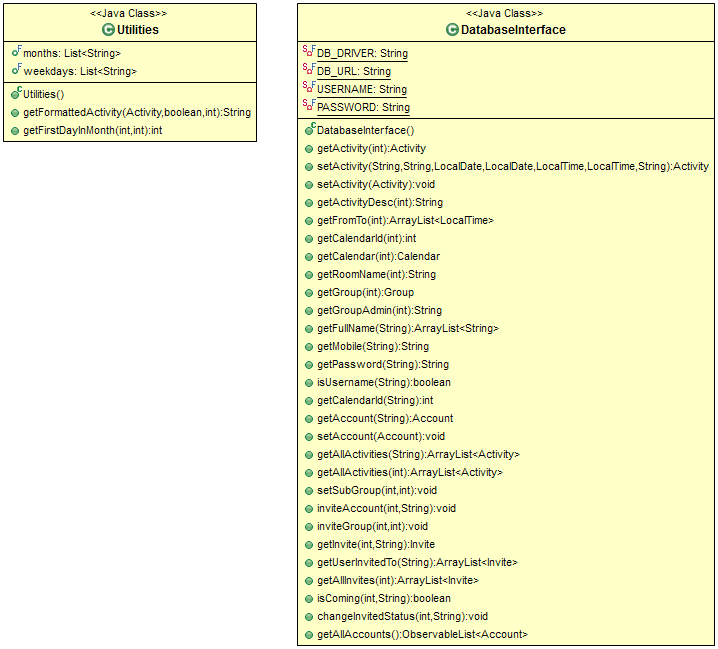 <<Java Class>>
Utilities
months: List<String>
weekdays: List<String>
Utilities()
getFormattedActivity(Activity,boolean,int):String
getFirstDayInMonth(int,int):int
<<Java Class>>
DatabaseInterface
DB_DRIVER: String
DB_URL: String
USERNAME: String
PASSWORD: String
DatabaseInterface()
getActivity(int):Activity
setActivity(String,String,LocalDate,LocalDate,LocalTime,LocalTime,String):Activity
setActivity(Activity):void
getActivityDesc(int):String
getFromTo(int):ArrayList<LocalTime>
getCalendarId(int):int
getCalendar(int):Calendar
getRoomName(int):String
getGroup(int):Group
getGroupAdmin(int):String
getFullName(String):ArrayList<String>
getMobile(String):String
getPassword(String):String
isUsername(String):boolean
getCalendarId(String):int
getAccount(String):Account
setAccount(Account):void
getAllActivities(String):ArrayList<Activity>
getAllActivities(int):ArrayList<Activity>
setSubGroup(int,int):void
inviteAccount(int,String):void
inviteGroup(int,int):void
getInvite(int,String):Invite
getUserInvitedTo(String):ArrayList<Invite>
getAllInvites(int):ArrayList<Invite>
isComing(int,String):boolean
changeInvitedStatus(int,String):void
getAllAccounts():ObservableList<Account>